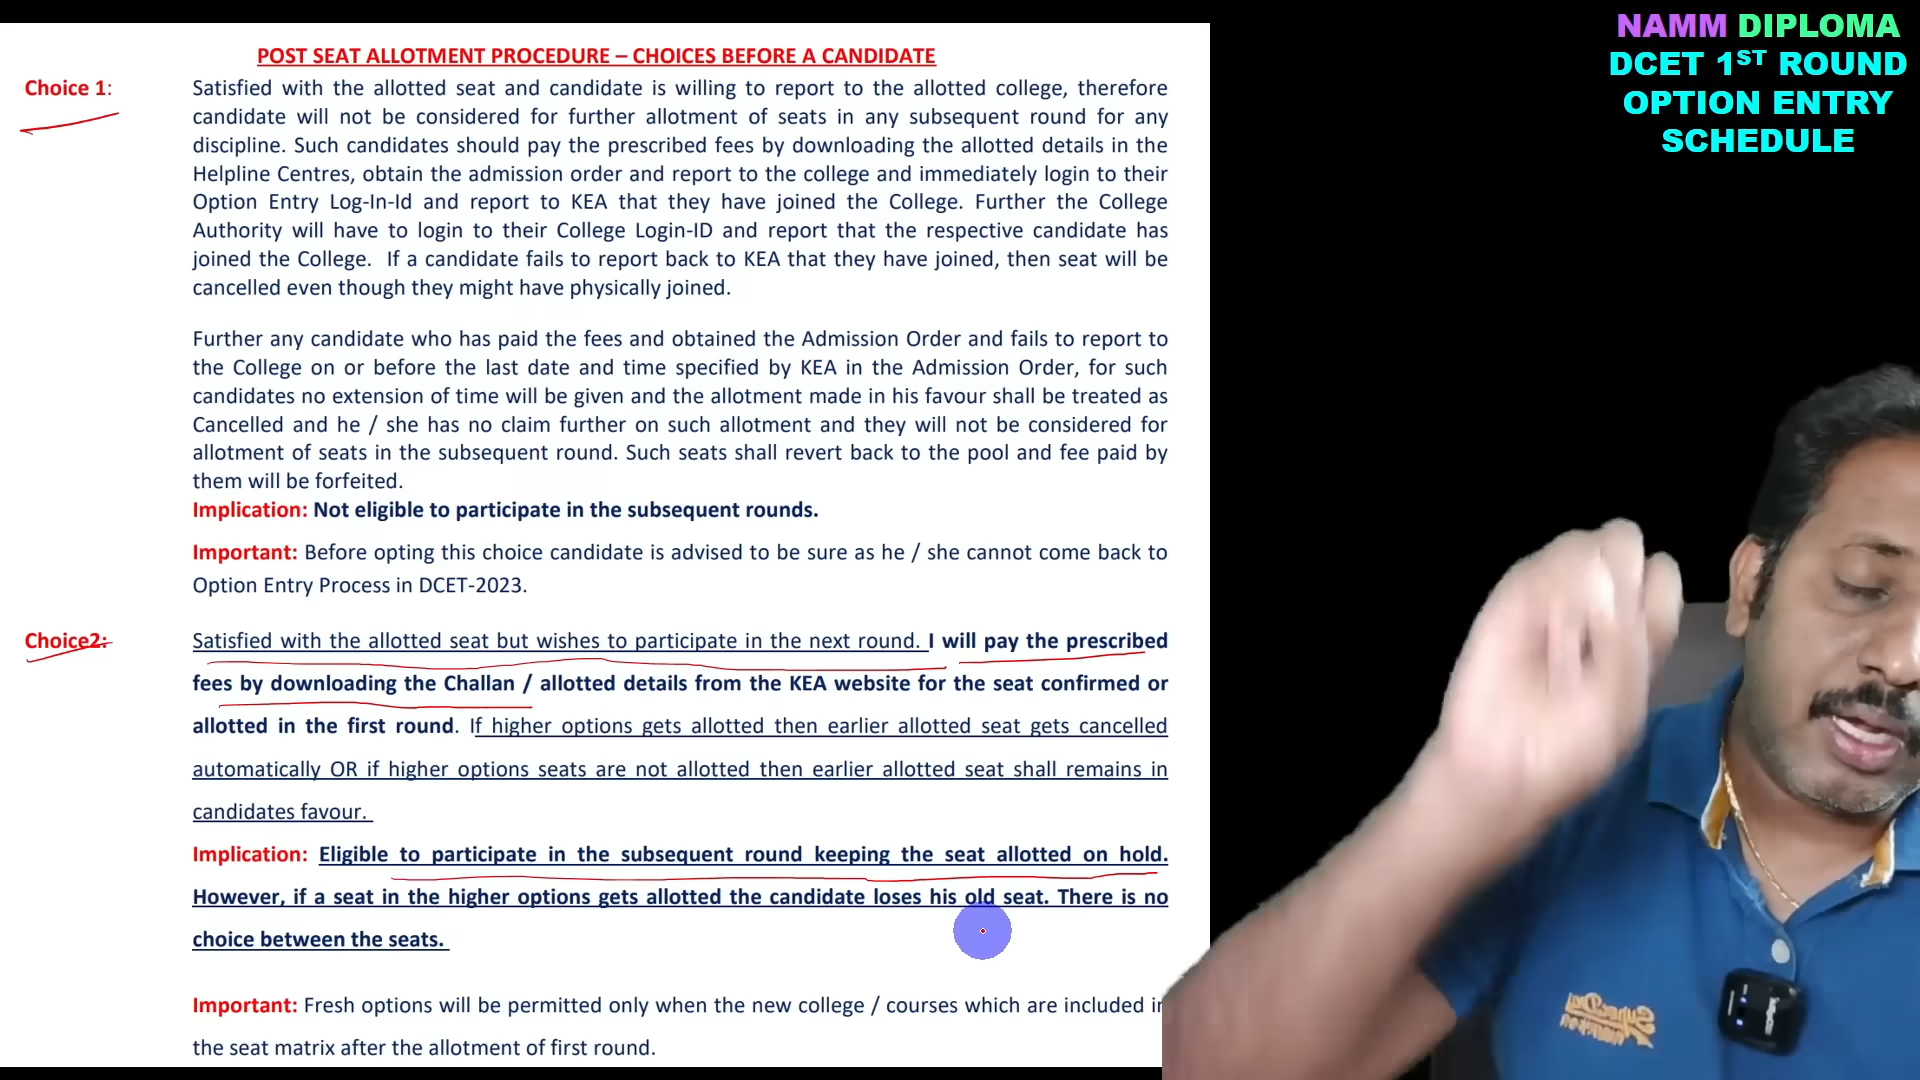 POST SEAT ALLOTMENT PROCEDURE – CHOICES BEFORE A CANDIDATE
Choice 1:
Satisfied with the allotted seat and candidate is willing to report to the allotted college, therefore
candidate will not be considered for further allotment of seats in any subsequent round for any
discipline. Such candidates should pay the prescribed fees by downloading the allotted details in the
Helpline Centres, obtain the admission order and report to the college and immediately login to their
Option Entry Log-In-Id and report to KEA that they have joined the College. Further the College
Authority will have to login to their College Login-ID and report that the respective candidate has
joined the College. If a candidate fails to report back to KEA that they have joined, then seat will be
cancelled even though they might have physically joined.
Further any candidate who has paid the fees and obtained the Admission Order and fails to report to
the College on or before the last date and time specified by KEA in the Admission Order, for such
candidates no extension of time will be given and the allotment made in his favour shall be treated as
Cancelled and he / she has no claim further on such allotment and they will not be considered for
allotment of seats in the subsequent round. Such seats shall revert back to the pool and fee paid by
them will be forfeited.
Implication: Not eligible to participate in the subsequent rounds.
Important: Before opting this choice candidate is advised to be sure as he / she cannot come back to
Option Entry Process in DCET-2023.
Choice2:
Satisfied with the allotted seat but wishes to participate in the next round. I will pay the prescribed
fees by downloading the Challan / allotted details from the KEA website for the seat confirmed or
allotted in the first round. If higher options gets allotted then earlier allotted seat gets cancelled
automatically OR if higher options seats are not allotted then earlier allotted seat shall remains in
candidates favour.
Implication: Eligible to participate in the subsequent round keeping the seat allotted on hold.
However, if a seat in the higher options gets allotted the candidate loses his old seat. There is no
choice between the seats.
Important: Fresh options will be permitted only when the new college / courses which are included in
the seat matrix after the allotment of first round.
NAMM DIPLOMA
DCET 1ST ROUND
OPTION ENTRY
SCHEDULE